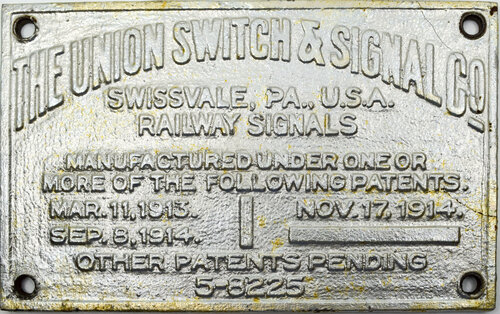 THE UNION SWITCH & SIGNAL CO.
SWISSVALE, PA., U.S.A.
RAILWAY SIGNALS
MANUFACTURED UNDER ONE OR
MORE OF THE FOLLOWING PATENTS.
MAR. 11, 1913. NOV. 17, 1914.
SEP. 8, 1914.
OTHER PATENTS PENDING
5-8225